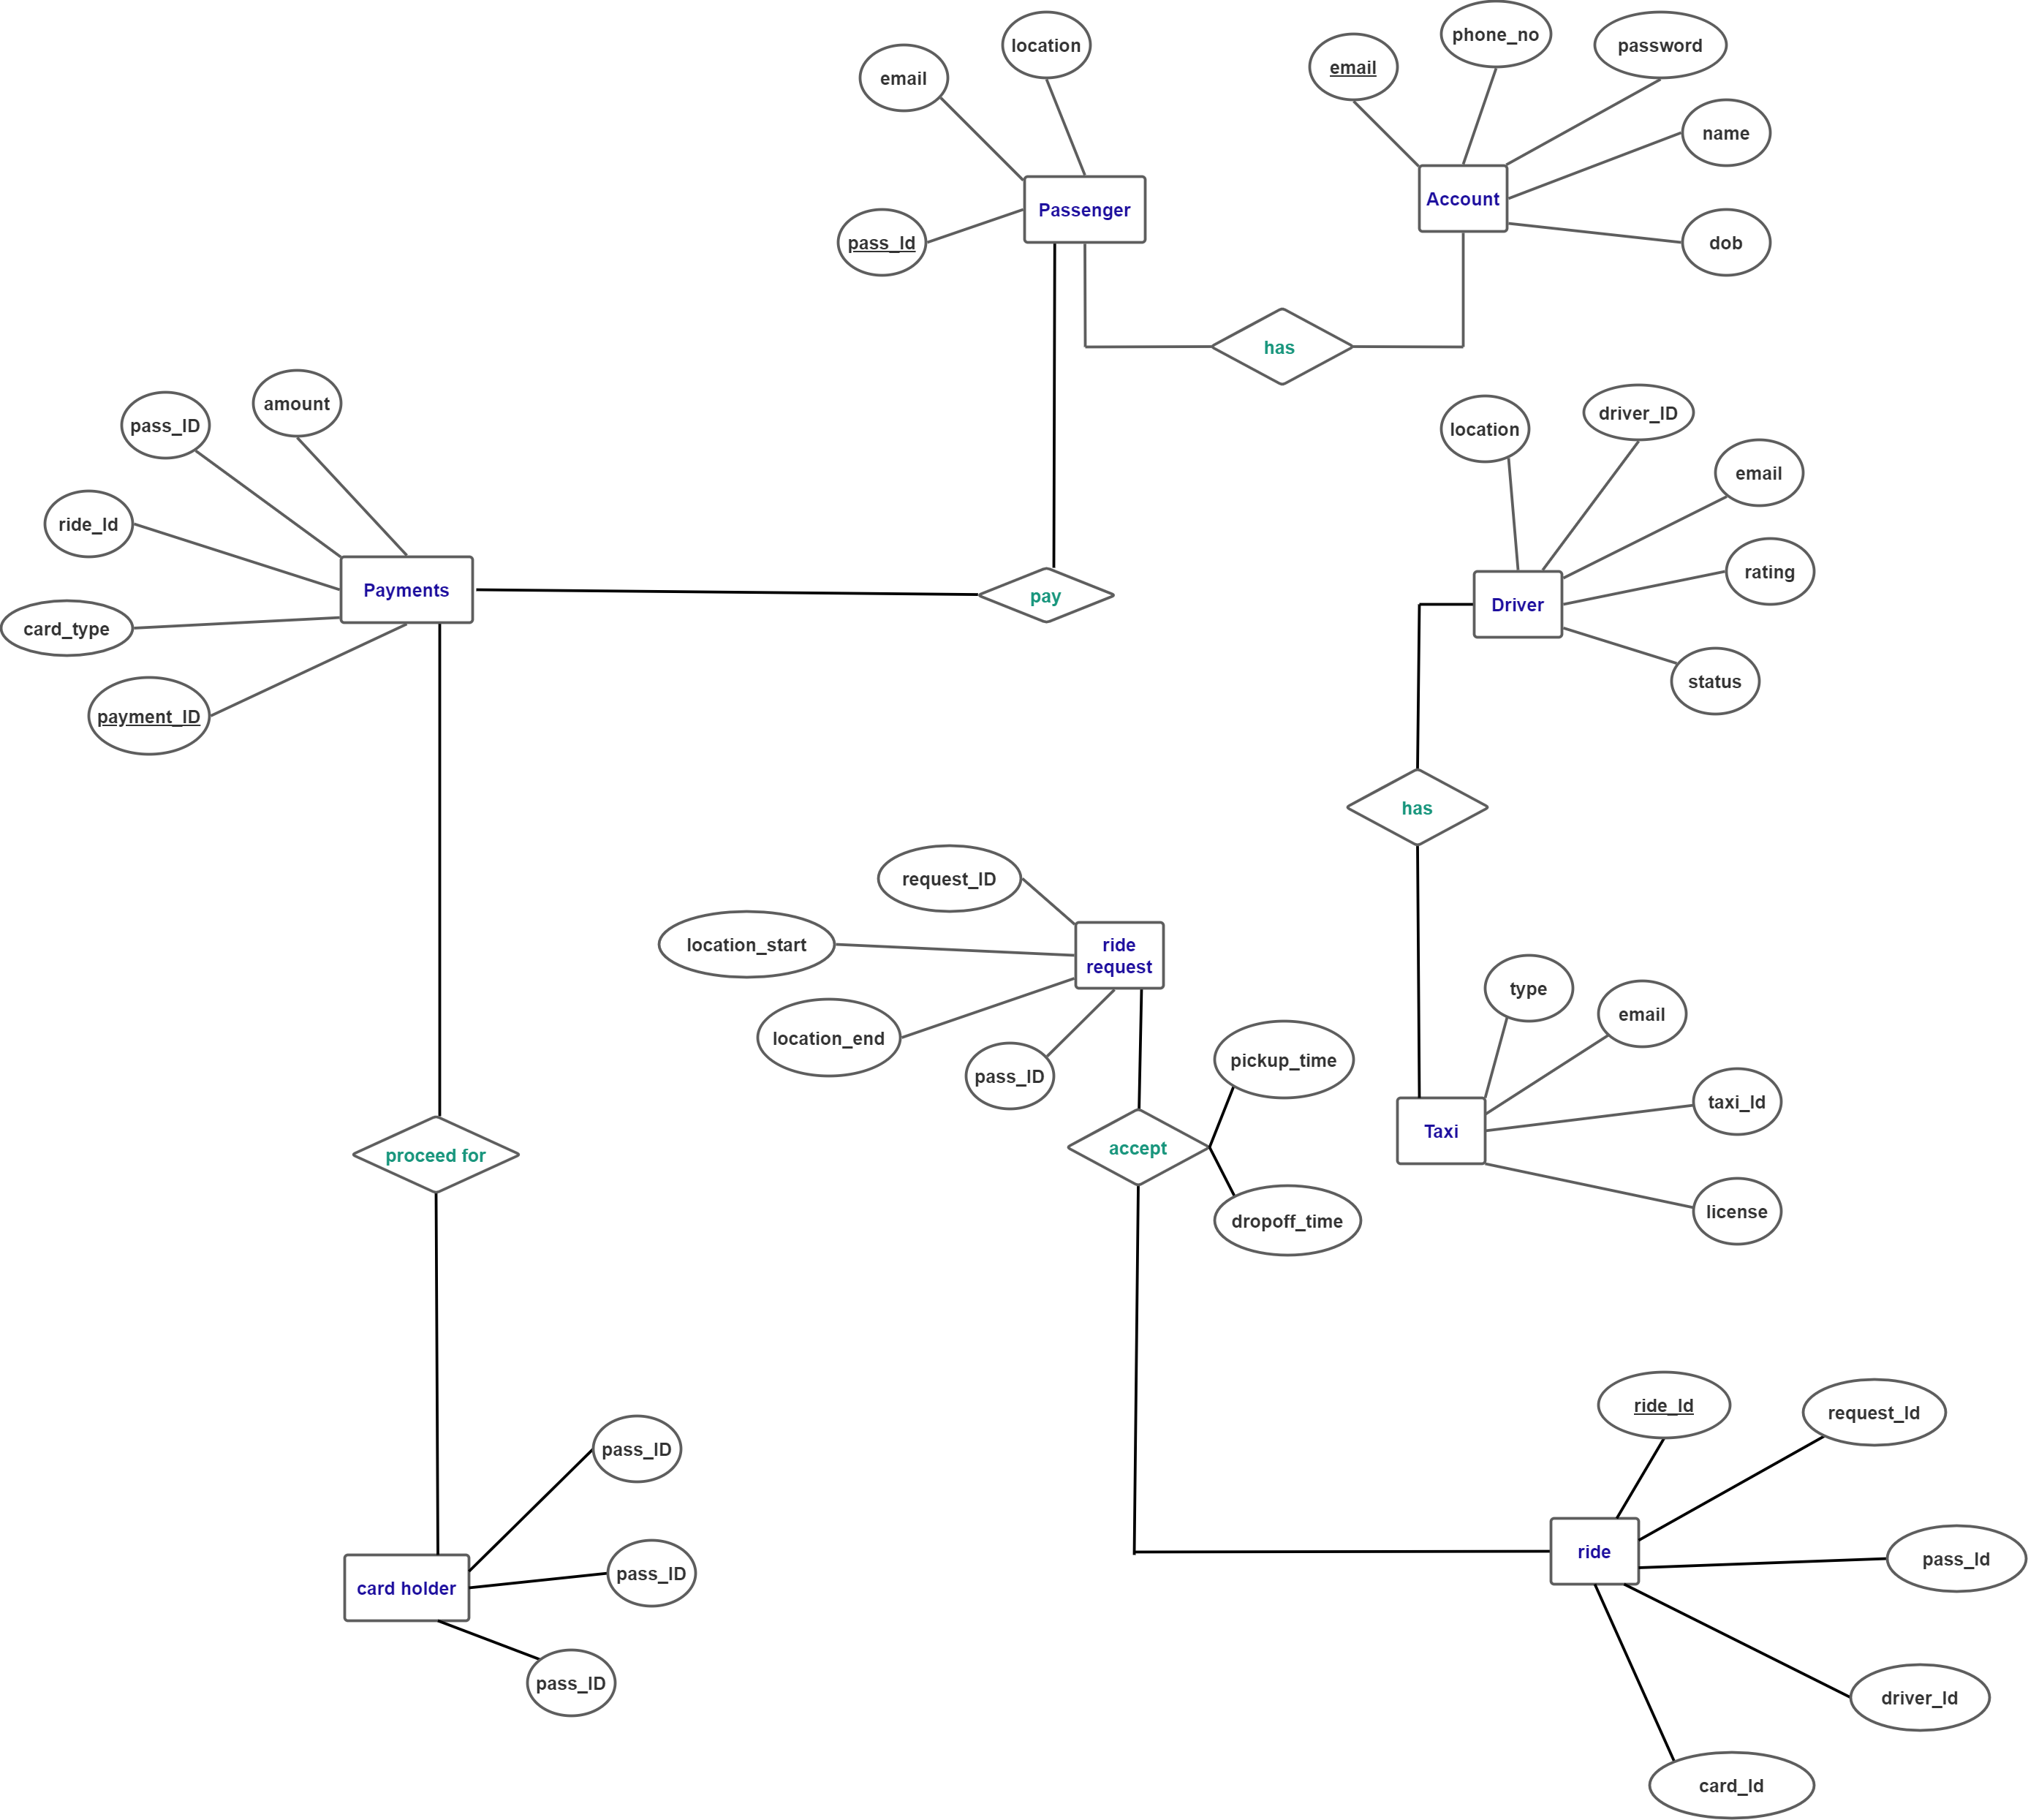 phone_no
location
password
email
email
name
Passenger
Account
pass_Id
dob
has
amount
driver_ID
pass_ID
location
email
ride_Id
rating
Payments
pay
Driver
card_type
status
payment_ID
has
request_ID
location_start
ride
request
type
email
location_end
pickup_time
pass_ID
taxi_Id
Taxi
accept
proceed for
license
dropoff_time
ride_Id
request_Id
pass_ID
ride
pass_Id
pass_ID
card holder
pass_ID
driver_Id
card_Id